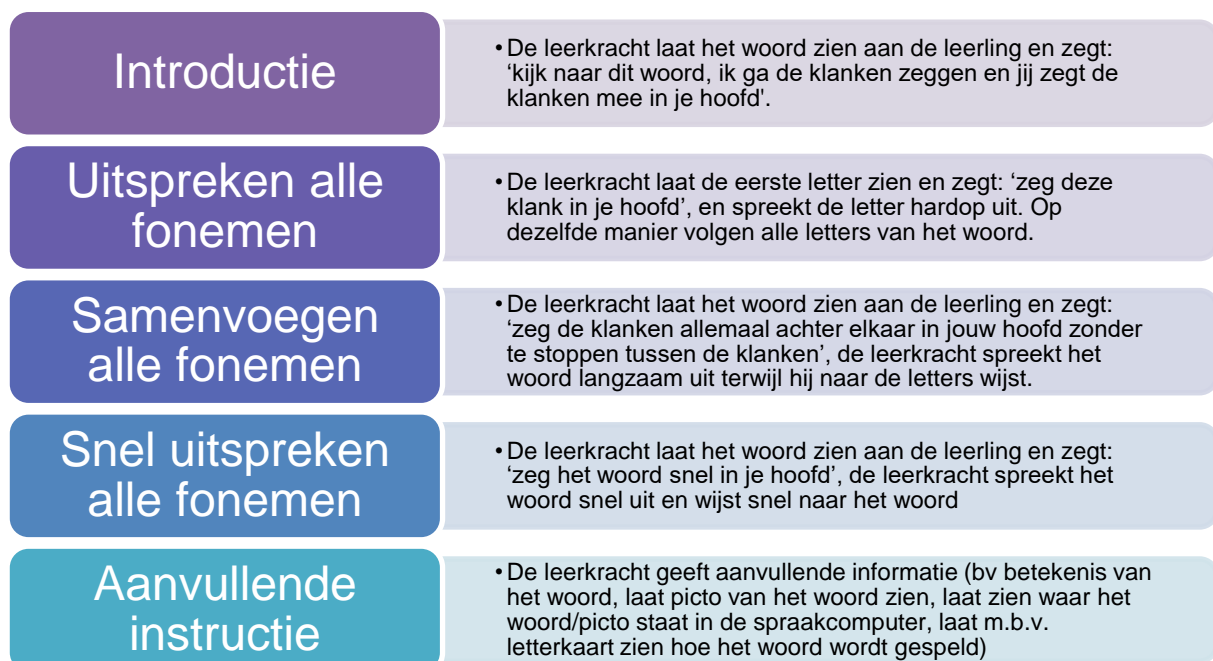 Introductie
• De leerkracht laat het woord zien aan de leerling en zegt:
‘kijk naar dit woord, ik ga de klanken zeggen en jij zegt de
klanken mee in je hoofd'.
Uitspreken alle
fonemen
• De leerkracht laat de eerste letter zien en zegt: ‘zeg deze
klank in je hoofd’, en spreekt de letter hardop uit. Op
dezelfde manier volgen alle letters van het woord.
Samenvoegen
alle fonemen
• De leerkracht laat het woord zien aan de leerling en zegt:
‘zeg de klanken allemaal achter elkaar in jouw hoofd zonder
te stoppen tussen de klanken’, de leerkracht spreekt het
woord langzaam uit terwijl hij naar de letters wijst.
Snel uitspreken
alle fonemen
• De leerkracht laat het woord zien aan de leerling en zegt:
‘zeg het woord snel in je hoofd’, de leerkracht spreekt het
woord snel uit en wijst snel naar het woord
Aanvullende
instructie
• De leerkracht geeft aanvullende informatie (bv betekenis van
het woord, laat picto van het woord zien, laat zien waar het
woord/picto staat in de spraakcomputer, laat m.b.v.
letterkaart zien hoe het woord wordt gespeld)